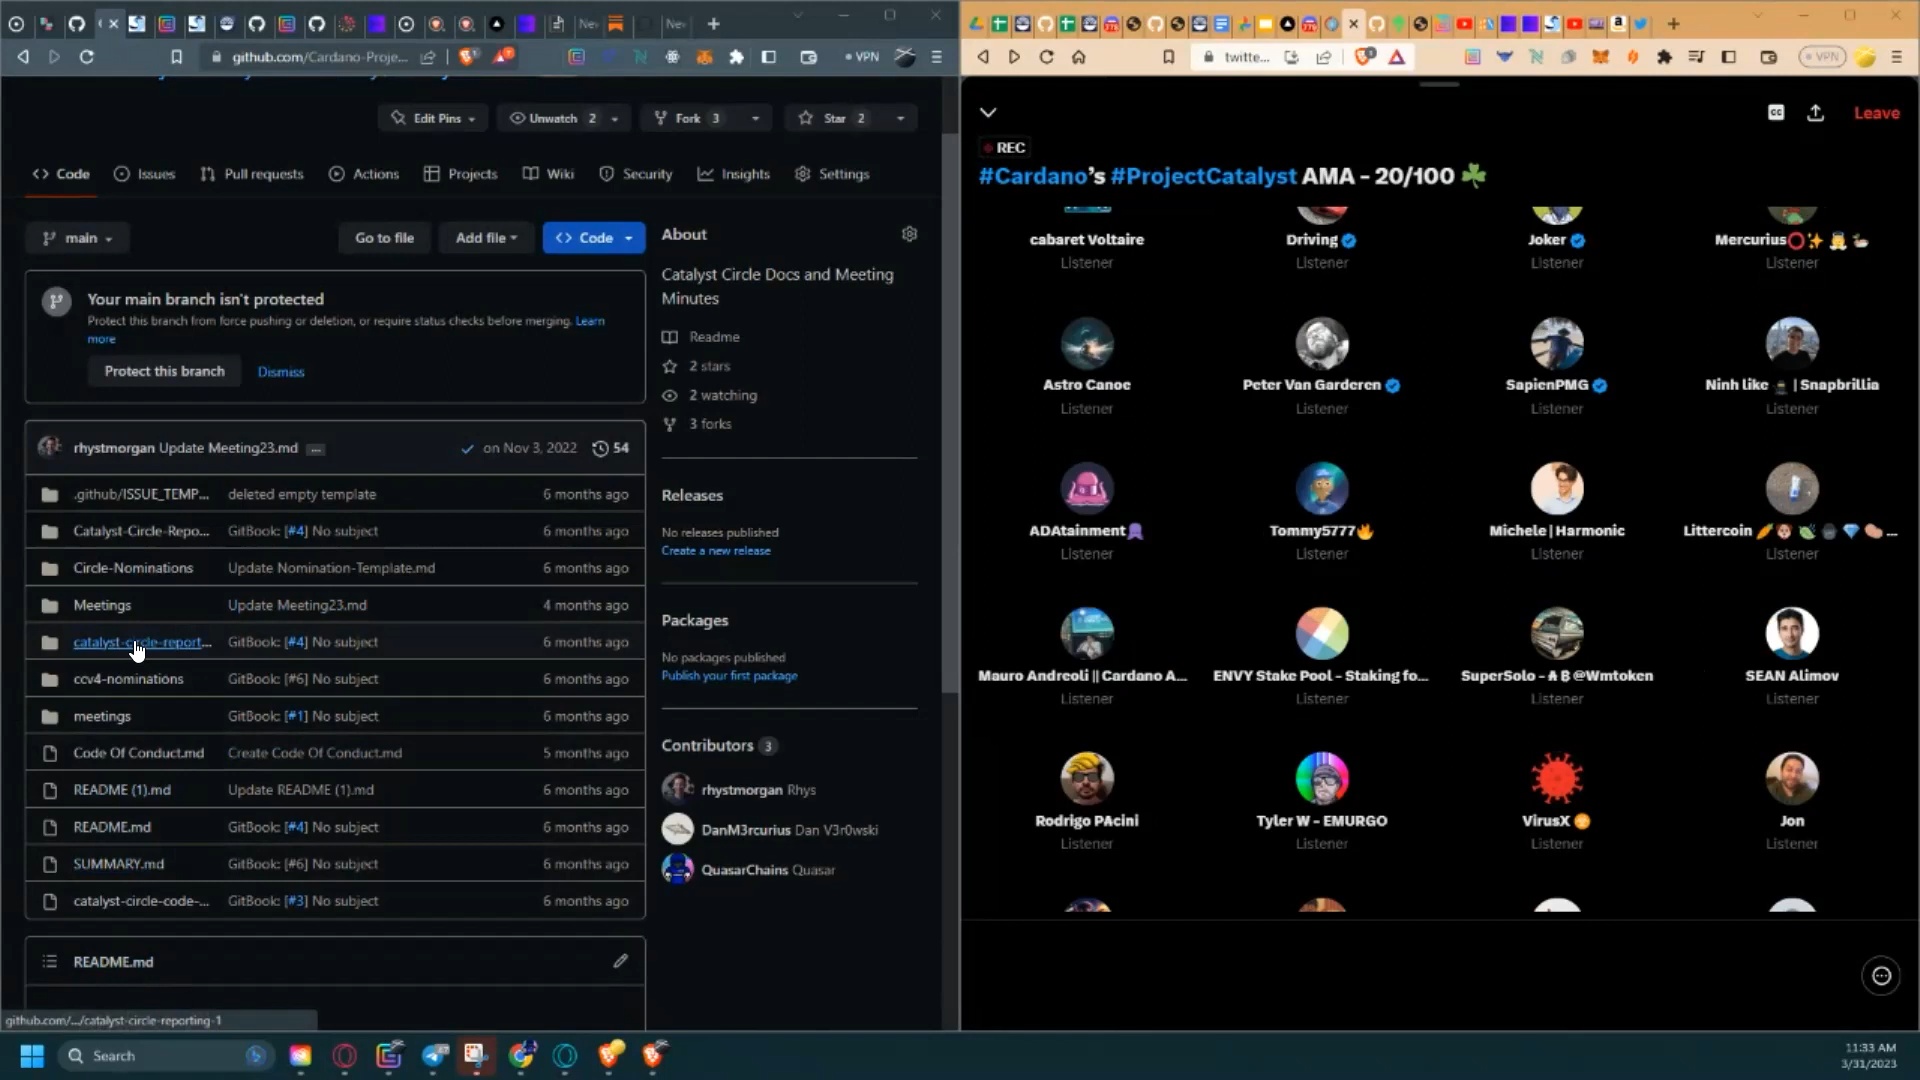 github.com/Cardano-Proje...
VPN
Edit Pins
Unwatch 2
Fork 3
Star 2
Code
Issues
Pull requests
Actions
Projects
Wiki
Security
Insights
Settings
main
Go to file
Add file
Code
Your main branch isn't protected
Protect this branch from force pushing or deletion, or require status checks before merging. Learn
more
Protect this branch
Dismiss
rhystmorgan Update Meeting23.md ...
on Nov 3, 2022
54
.github/ISSUE_TEMP... deleted empty template 6 months ago
Catalyst-Circle-Repo... GitBook: [#4] No subject 6 months ago
Circle-Nominations Update Nomination-Template.md 6 months ago
Meetings Update Meeting23.md 4 months ago
catalyst-circle-report... GitBook: [#4] No subject 6 months ago
ccv4-nominations GitBook: [#6] No subject 6 months ago
meetings GitBook: [#1] No subject 6 months ago
Code Of Conduct.md Create Code Of Conduct.md 5 months ago
README (1).md Update README (1).md 6 months ago
README.md GitBook: [#4] No subject 6 months ago
SUMMARY.md GitBook: [#6] No subject 6 months ago
catalyst-circle-code-... GitBook: [#3] No subject 6 months ago
README.md
github.com/.../catalyst-circle-reporting-1
About
Catalyst Circle Docs and Meeting
Minutes
Readme
2 stars
2 watching
3 forks
Releases
No releases published
Create a new release
Packages
No packages published
Publish your first package
Contributors 3
rhystmorgan Rhys
DanM3rcurius Dan V3r0wski
QuasarChains Quasar
twitte...
VPN
CC
Leave
REC
#Cardano's #ProjectCatalyst AMA - 20/100 ☘️
cabaret Voltaire
Listener
Driving
Listener
Joker
Listener
Mercurius⭕✨
Listener
Astro Canoe
Listener
Peter Van Garderen
Listener
SapienPMG
Listener
Ninh like 🥷 | Snapbrillia
Listener
ADAtainment
Listener
Tommy5777🔥
Listener
Michele | Harmonic
Listener
Littercoin
Listener
Mauro Andreoli || Cardano A...
Listener
ENVY Stake Pool - Staking fo...
Listener
SuperSolo - ₳ ₿ @Wmtoken
Listener
SEAN Alimov
Listener
Rodrigo PAcini
Listener
Tyler W - EMURGO
Listener
VirusX
Listener
Jon
Listener
Search
11:33 AM
3/31/2023